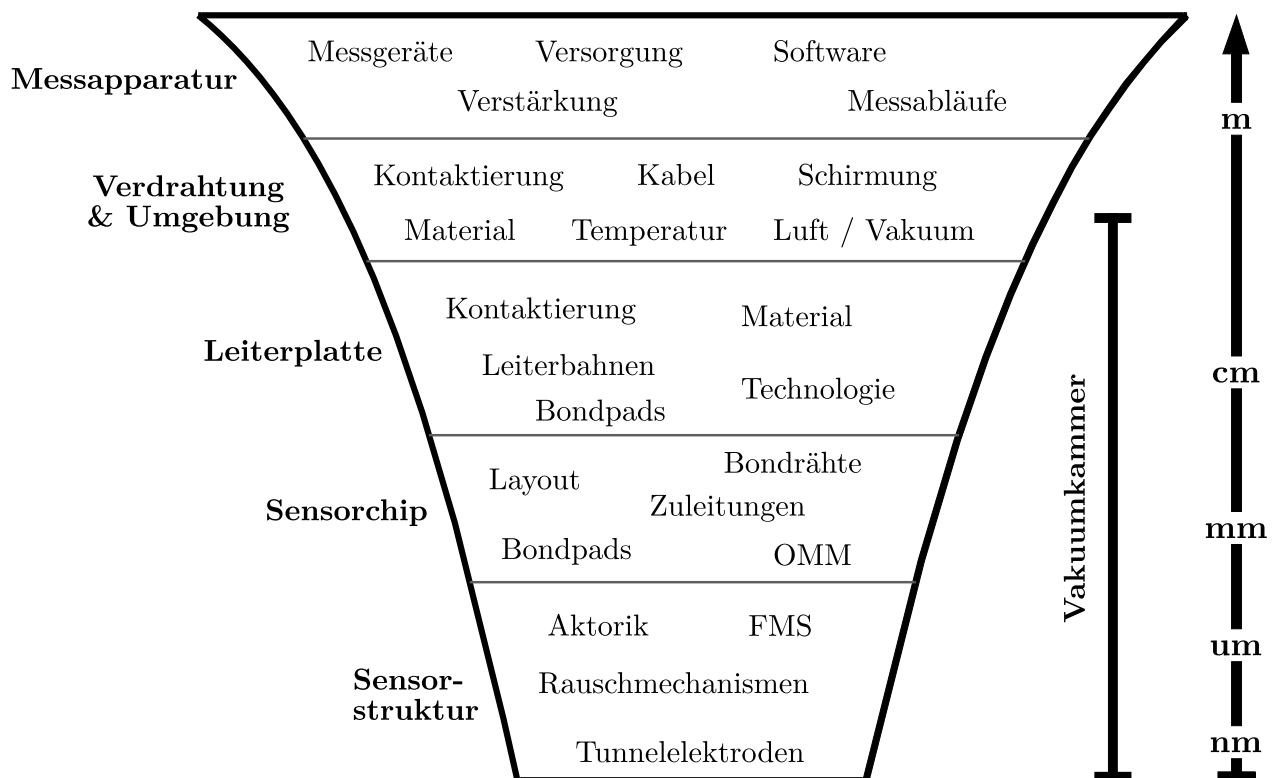 Messgeräte Versorgung Software
Messapparatur
Verstärkung Messabläufe
m
Kontaktierung Kabel Schirmung
Verdrahtung
& Umgebung
Material Temperatur Luft / Vakuum
Kontaktierung Material
Leiterplatte
Leiterbahnen
cm
Technologie
Bondpads
Vakuumkammer
Bondrähte
Layout
Zuleitungen
Sensorchip
mm
Bondpads OMM
Aktorik FMS
um
Sensor-
struktur
Rauschmechanismen
nm
Tunnelelektroden